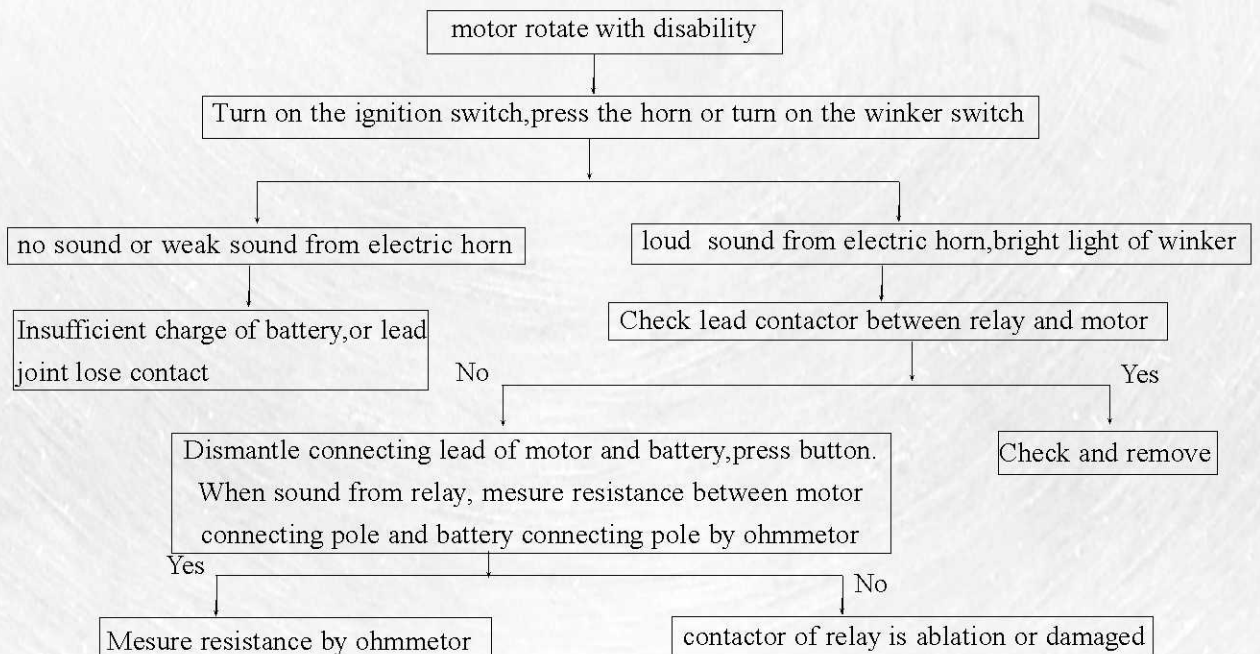 motor rotate with disability
Turn on the ignition switch,press the horn or turn on the winker switch
no sound or weak sound from electric horn
loud sound from electric horn,bright light of winker
Insufficient charge of battery,or lead
joint lose contact
Check lead contactor between relay and motor
No
Yes
Dismantle connecting lead of motor and battery,press button.
When sound from relay, mesure resistance between motor
connecting pole and battery connecting pole by ohmmetor
Check and remove
Yes
No
Mesure resistance by ohmmetor
contactor of relay is ablation or damaged